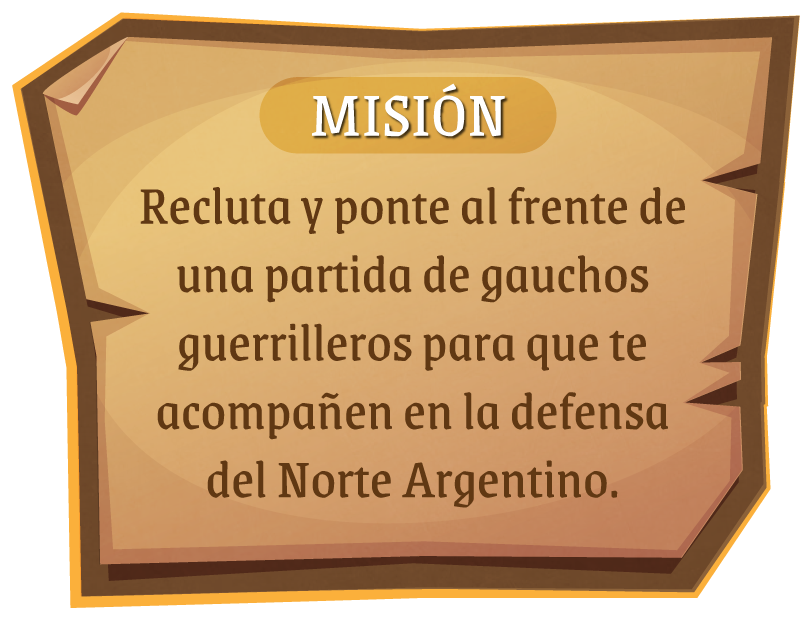 MISIÓN
Recluta y ponte al frente de
una partida de gauchos
guerrilleros para que te
acompañen en la defensa
del Norte Argentino.